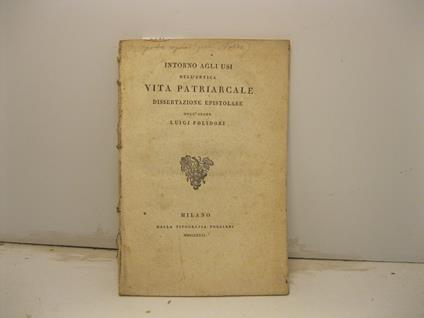 INTORNO AGLI USI
DELL'ANTICA
VITA PATRIARCALE
DISSERTAZIONE EPISTOLARE
DELL'ABATE
LUIGI POLIDORI
MILANO
DALLA TIPOGRAFIA POGLIANI